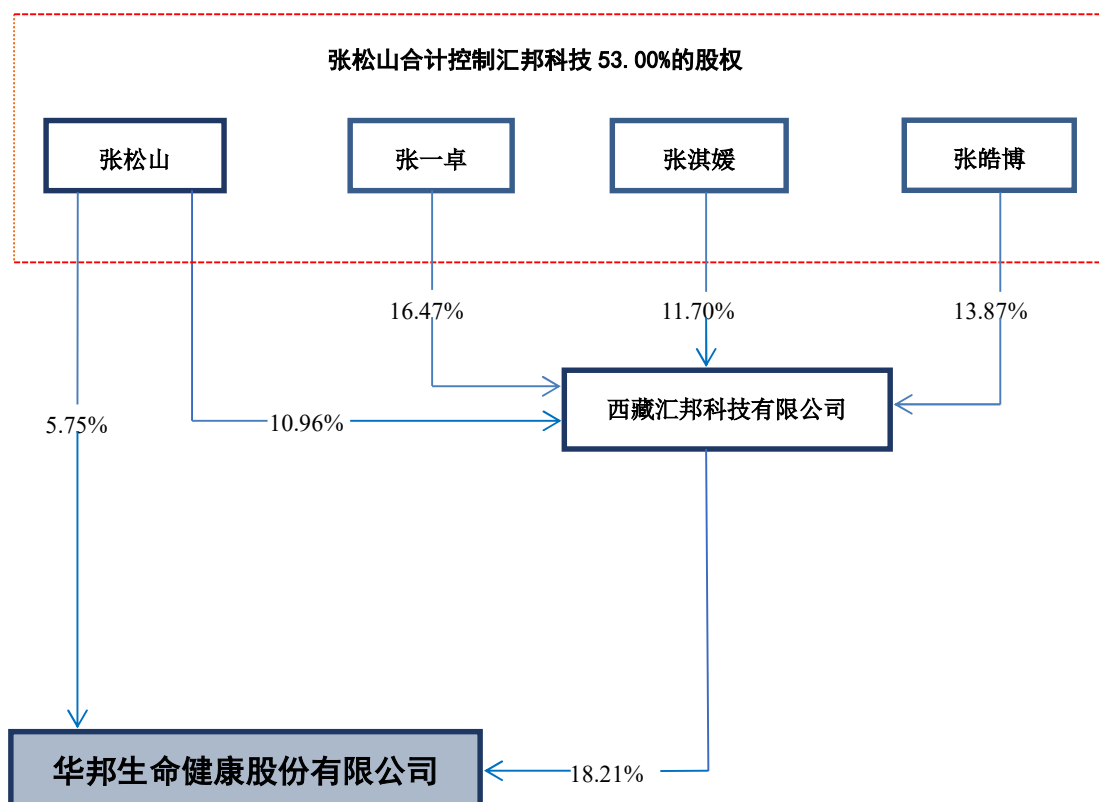 张松山合计控制汇邦科技 53.00%的股权
张松山
张一卓
张淇媛
张皓博
16.47%
11.70%
13.87%
西藏汇邦科技有限公司
5.75%
10.96%
华邦生命健康股份有限公司
18.21%